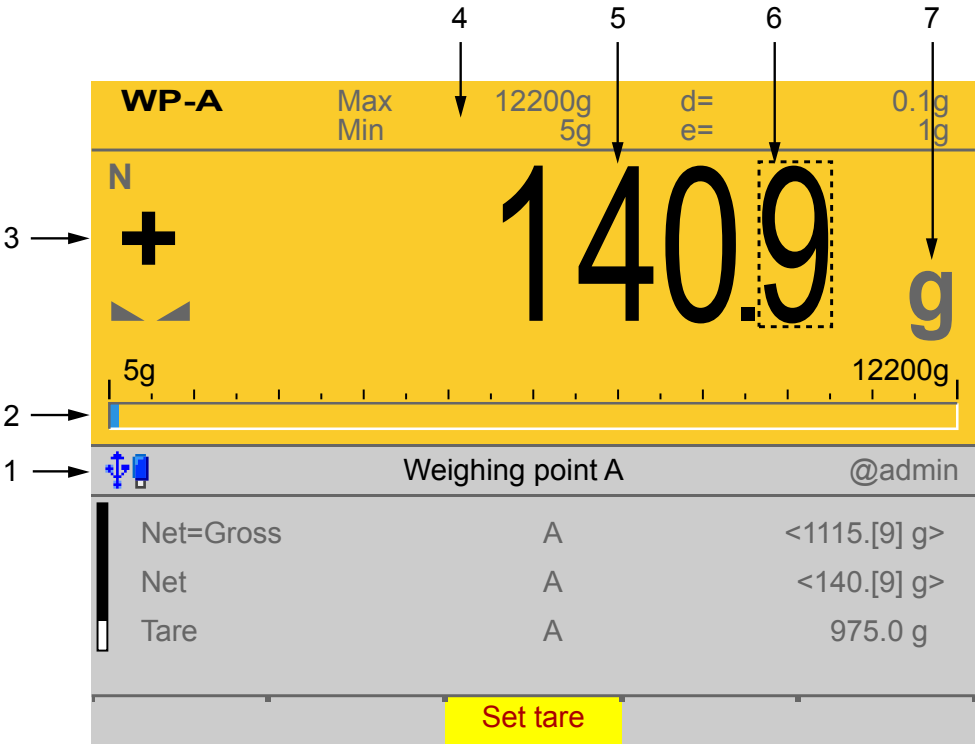 4 5 6 7
WP-A Max 12200g d= 0.1g
Min 5g e= 1g
N
3 +
140.9
g
5g 12200g
2
1 Weighing point A @admin
Net=Gross A <1115.[9] g>
Net A <140.[9] g>
Tare A 975.0 g
Set tare